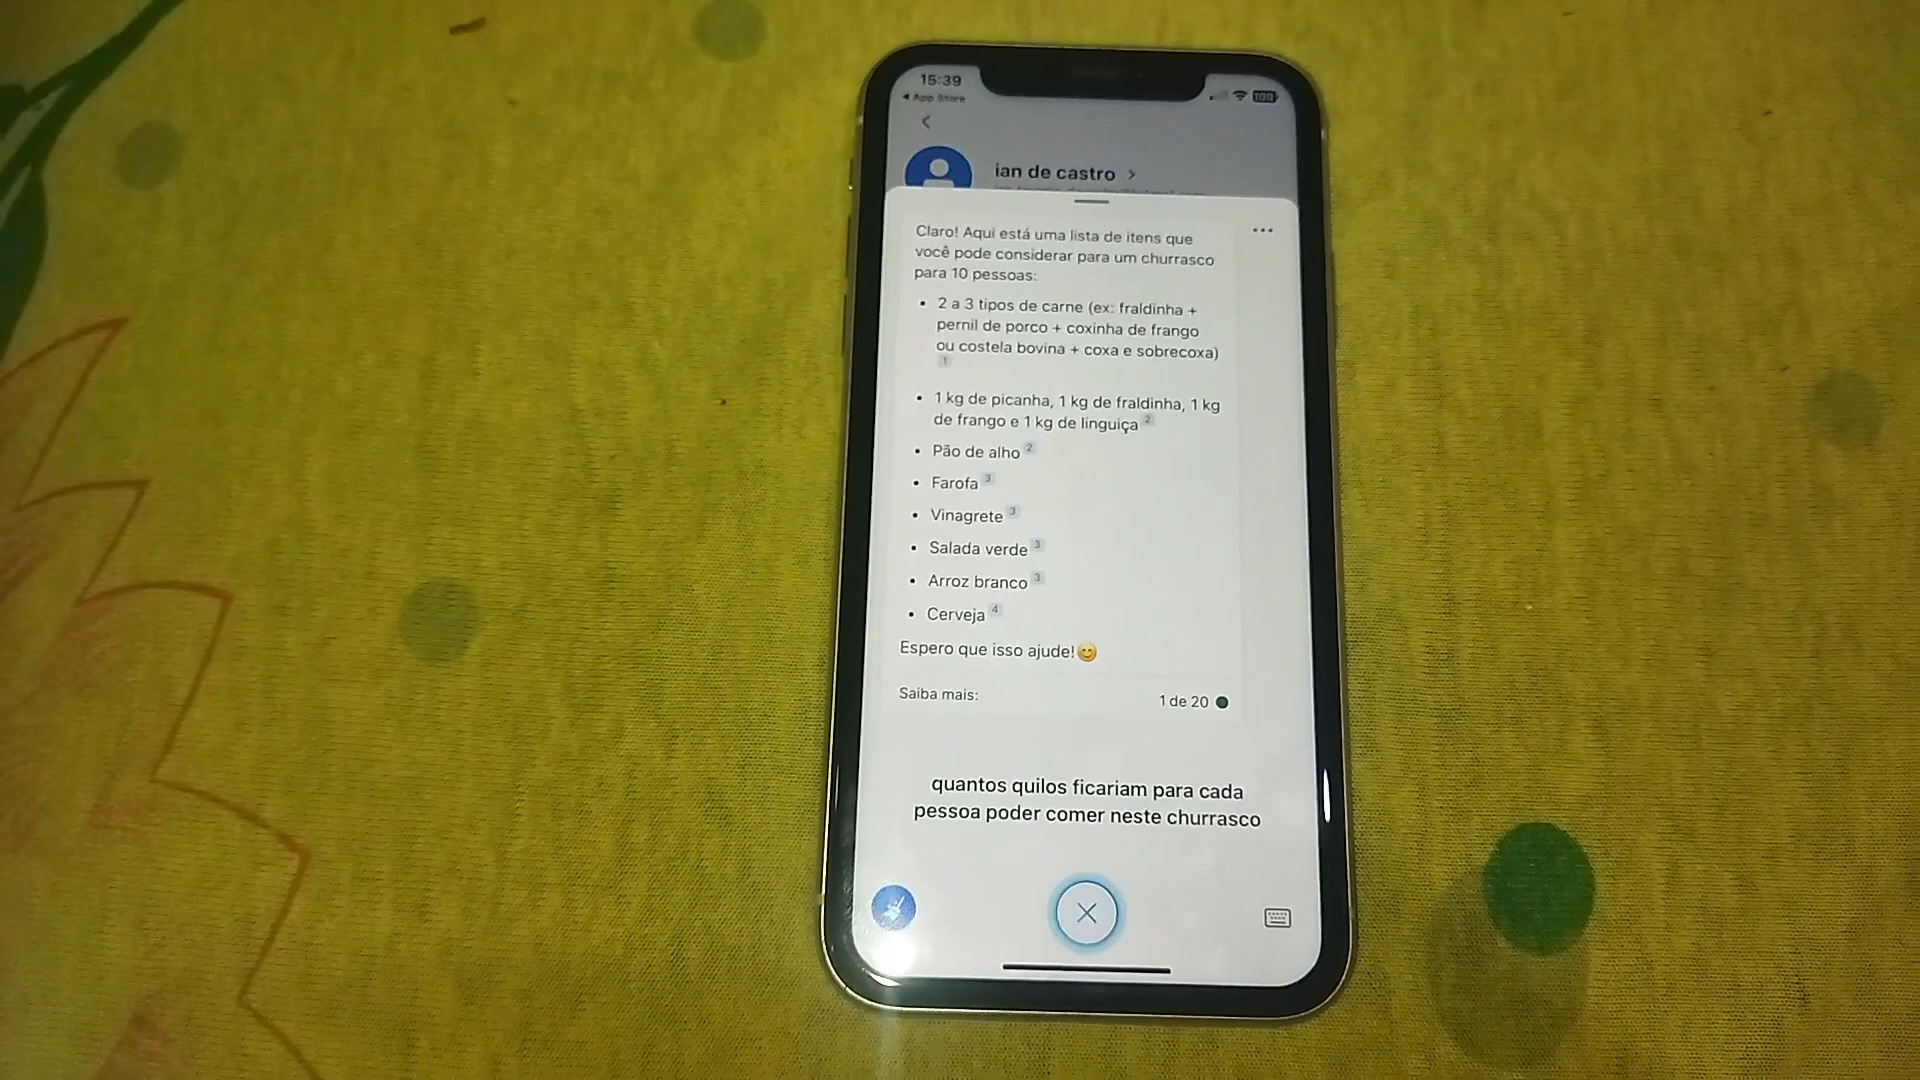 15:39
App Store
100
ian de castro
Claro! Aqui está uma lista de itens que
você pode considerar para um churrasco
para 10 pessoas:
• 2 a 3 tipos de carne (ex: fraldinha +
pernil de porco + coxinha de frango
ou costela bovina + coxa e sobrecoxa)
1
• 1 kg de picanha, 1 kg de fraldinha, 1 kg
de frango e 1 kg de linguiça 2
• Pão de alho 2
• Farofa 3
• Vinagrete 3
• Salada verde 3
• Arroz branco 3
• Cerveja 4
Espero que isso ajude!😊
Saiba mais:
1 de 20
quantos quilos ficariam para cada
pessoa poder comer neste churrasco